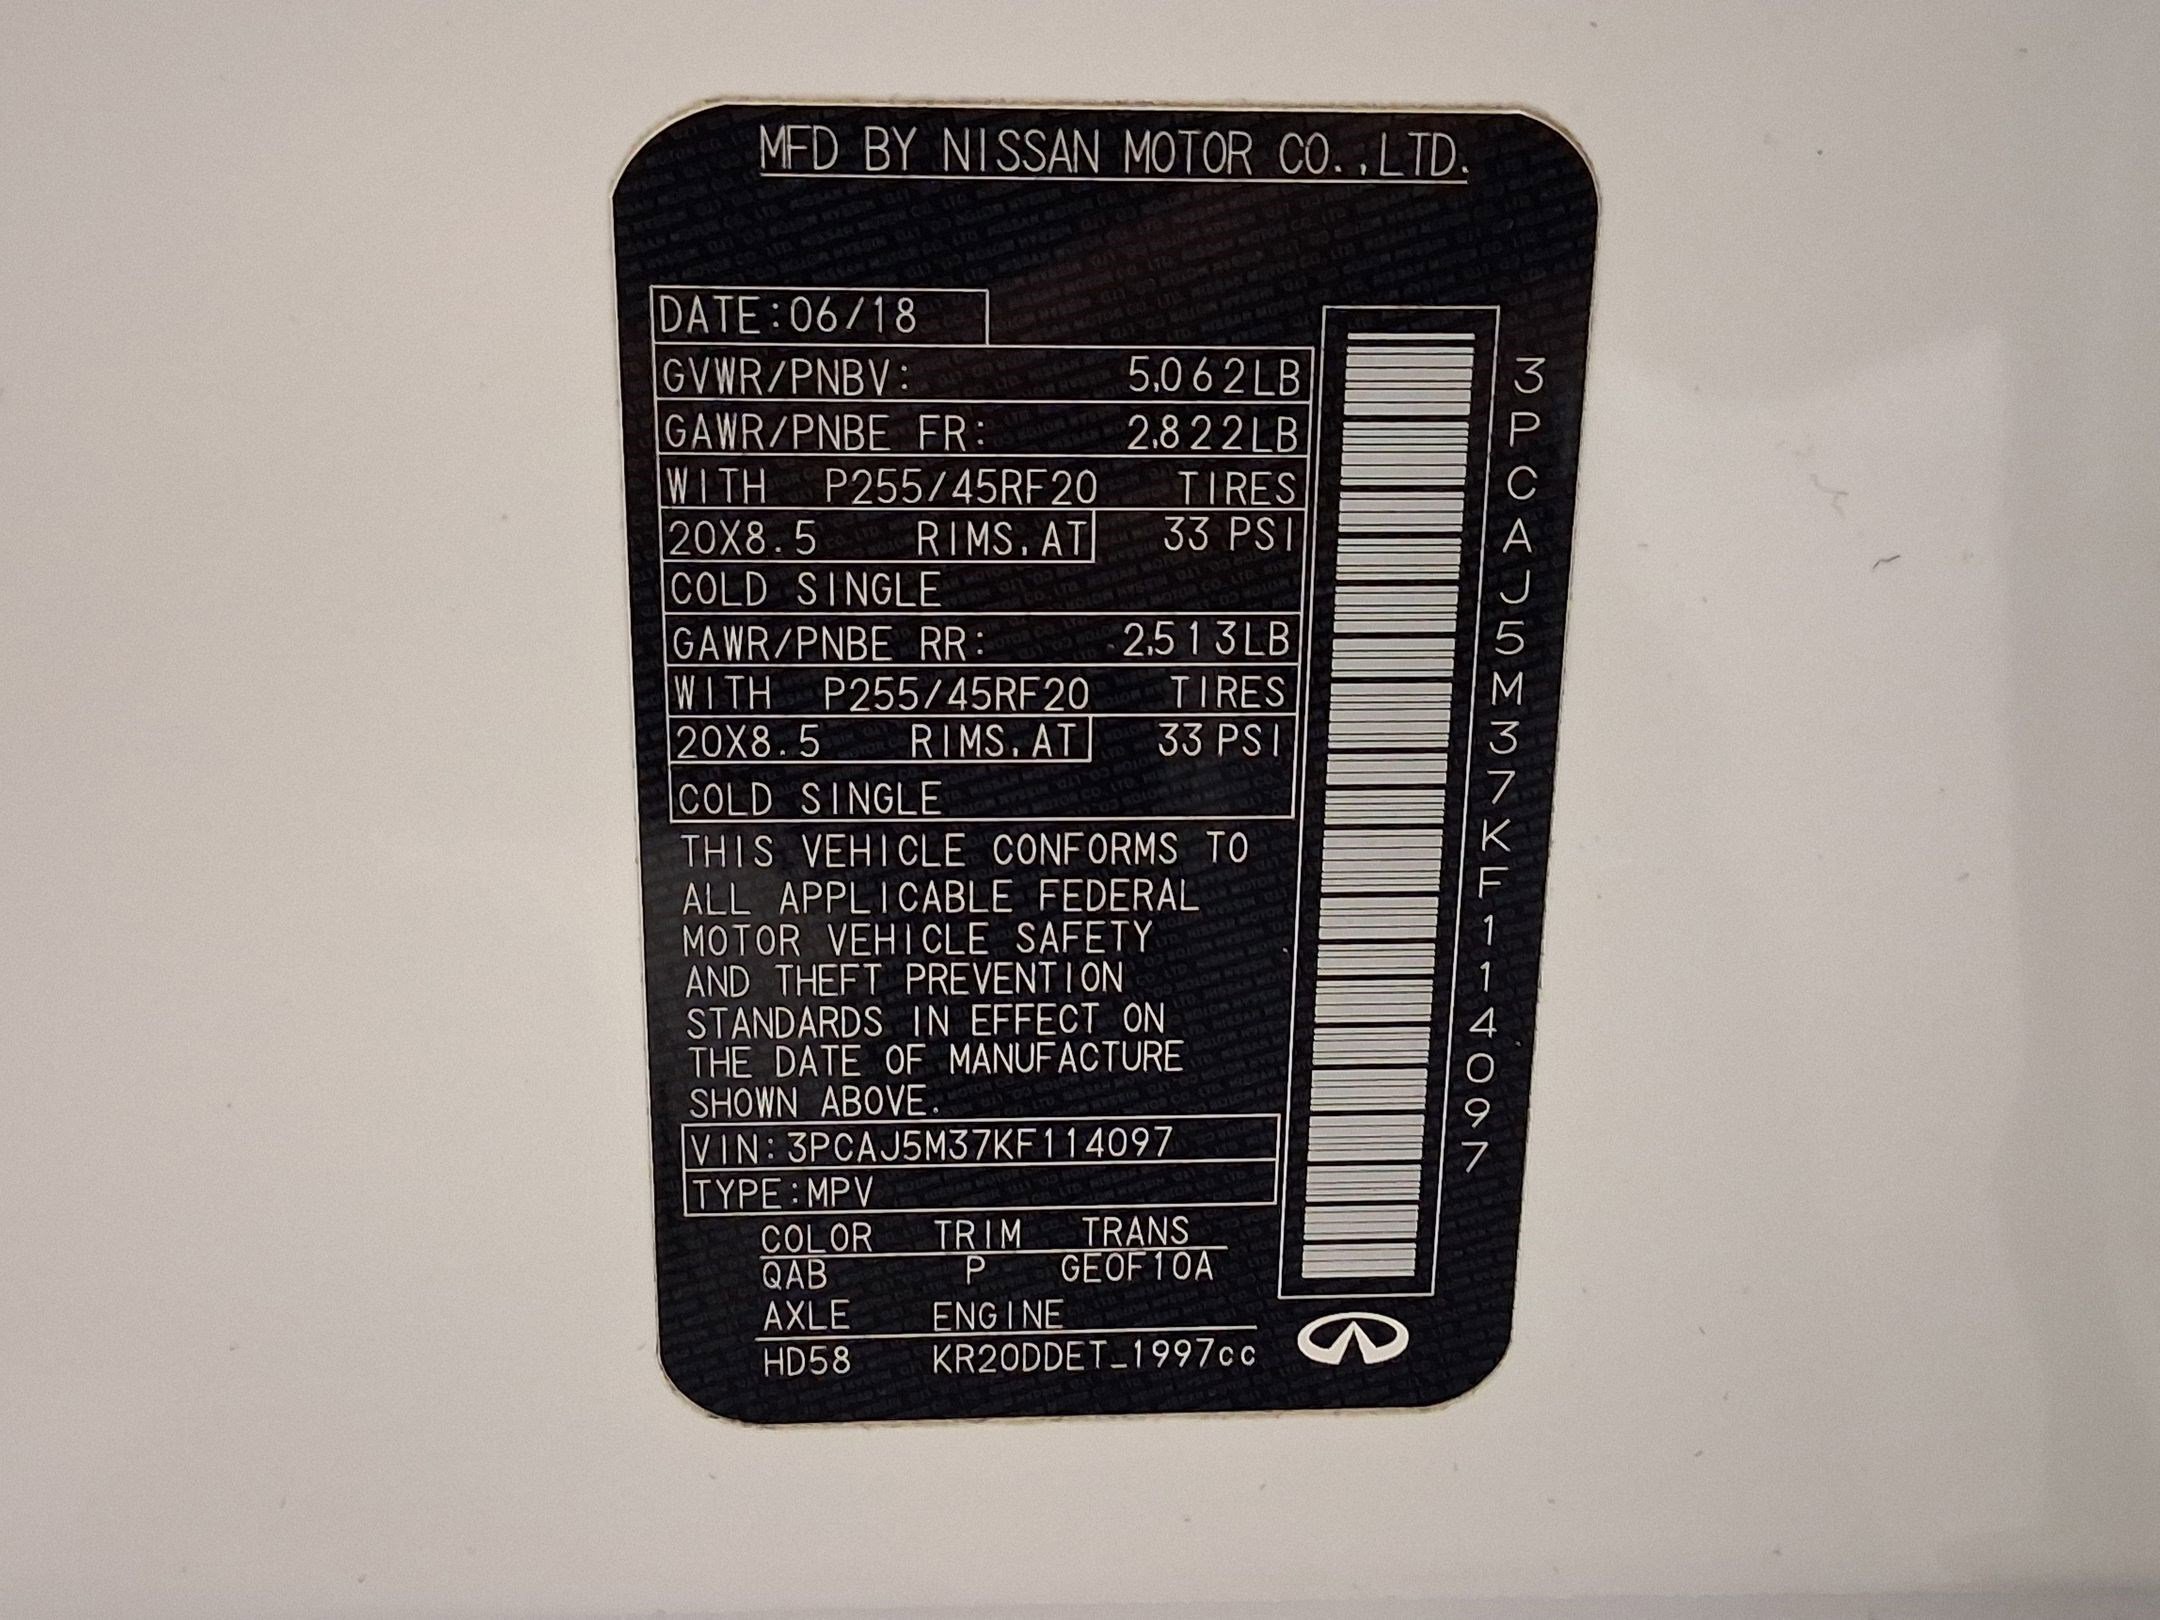 MFD BY NISSAN MOTOR CO.,LTD.
DATE:06/18
GVWR/PNBV: 5,062LB
GAWR/PNBE FR: 2,822LB
WITH P255/45RF20 TIRES
20X8.5 RIMS,AT 33 PSI
COLD SINGLE
GAWR/PNBE RR: 2,513LB
WITH P255/45RF20 TIRES
20X8.5 RIMS,AT 33 PSI
COLD SINGLE
THIS VEHICLE CONFORMS TO
ALL APPLICABLE FEDERAL
MOTOR VEHICLE SAFETY
AND THEFT PREVENTION
STANDARDS IN EFFECT ON
THE DATE OF MANUFACTURE
SHOWN ABOVE.
VIN:3PCAJ5M37KF114097
TYPE:MPV
COLOR TRIM TRANS
QAB P GE0F10A
AXLE ENGINE
HD58 KR20DDET_1997cc
3PCAJ5M37KF114097